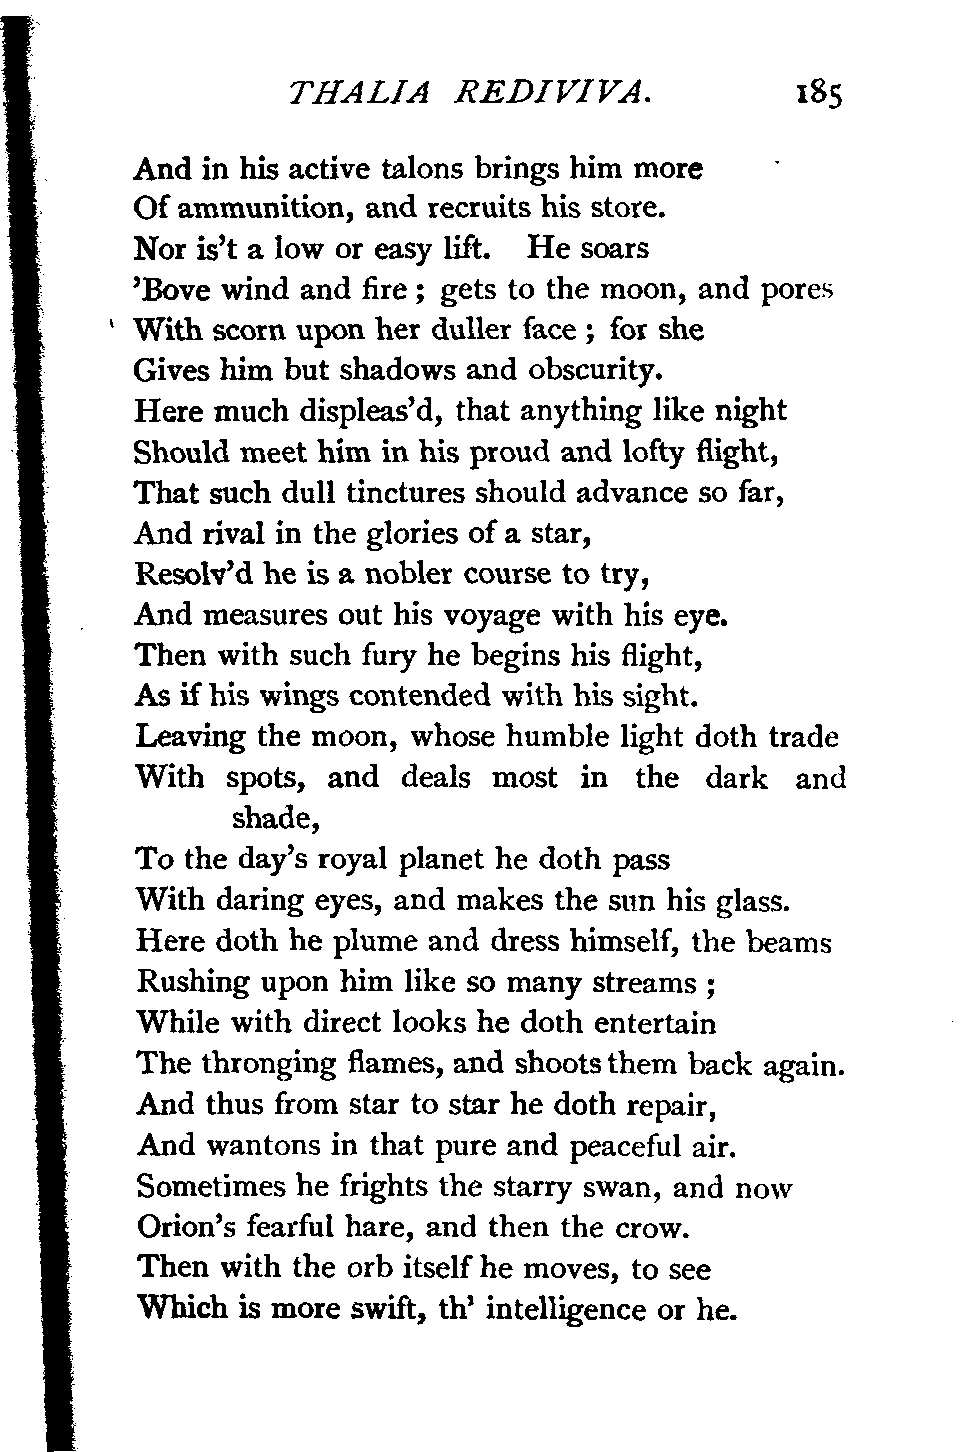 THALIA REDIVIVA. 185
And in his active talons brings him more
Of ammunition, and recruits his store.
Nor is't a low or easy lift. He soars
'Bove wind and fire ; gets to the moon, and pores
With scorn upon her duller face ; for she
Gives him but shadows and obscurity.
Here much displeas'd, that anything like night
Should meet him in his proud and lofty flight,
That such dull tinctures should advance so far,
And rival in the glories of a star,
Resolv'd he is a nobler course to try,
And measures out his voyage with his eye.
Then with such fury he begins his flight,
As if his wings contended with his sight.
Leaving the moon, whose humble light doth trade
With spots, and deals most in the dark and
shade,
To the day's royal planet he doth pass
With daring eyes, and makes the sun his glass.
Here doth he plume and dress himself, the beams
Rushing upon him like so many streams ;
While with direct looks he doth entertain
The thronging flames, and shoots them back again.
And thus from star to star he doth repair,
And wantons in that pure and peaceful air.
Sometimes he frights the starry swan, and now
Orion's fearful hare, and then the crow.
Then with the orb itself he moves, to see
Which is more swift, th' intelligence or he.